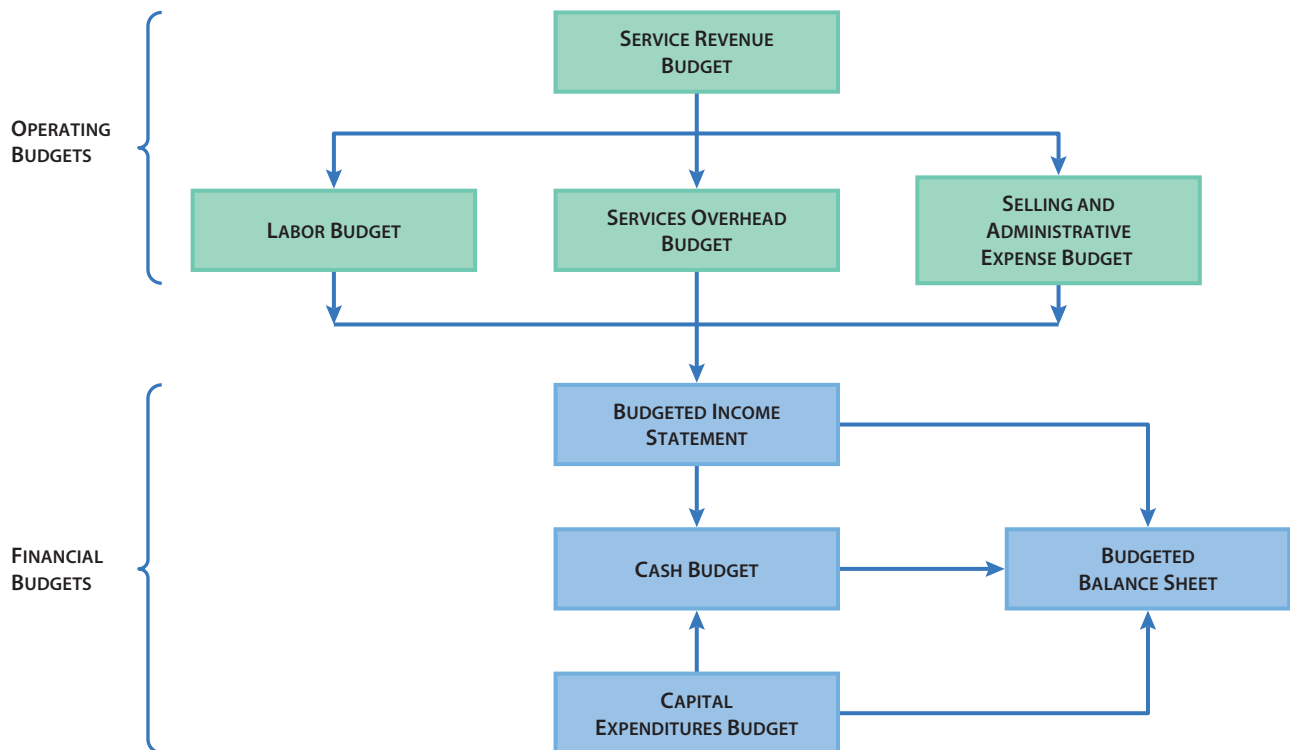 SERVICE REVENUE
BUDGET
OPERATING
BUDGETS
LABOR BUDGET
SERVICES OVERHEAD
BUDGET
SELLING AND
ADMINISTRATIVE
EXPENSE BUDGET
BUDGETED INCOME
STATEMENT
FINANCIAL
BUDGETS
CASH BUDGET
BUDGETED
BALANCE SHEET
CAPITAL
EXPENDITURES BUDGET